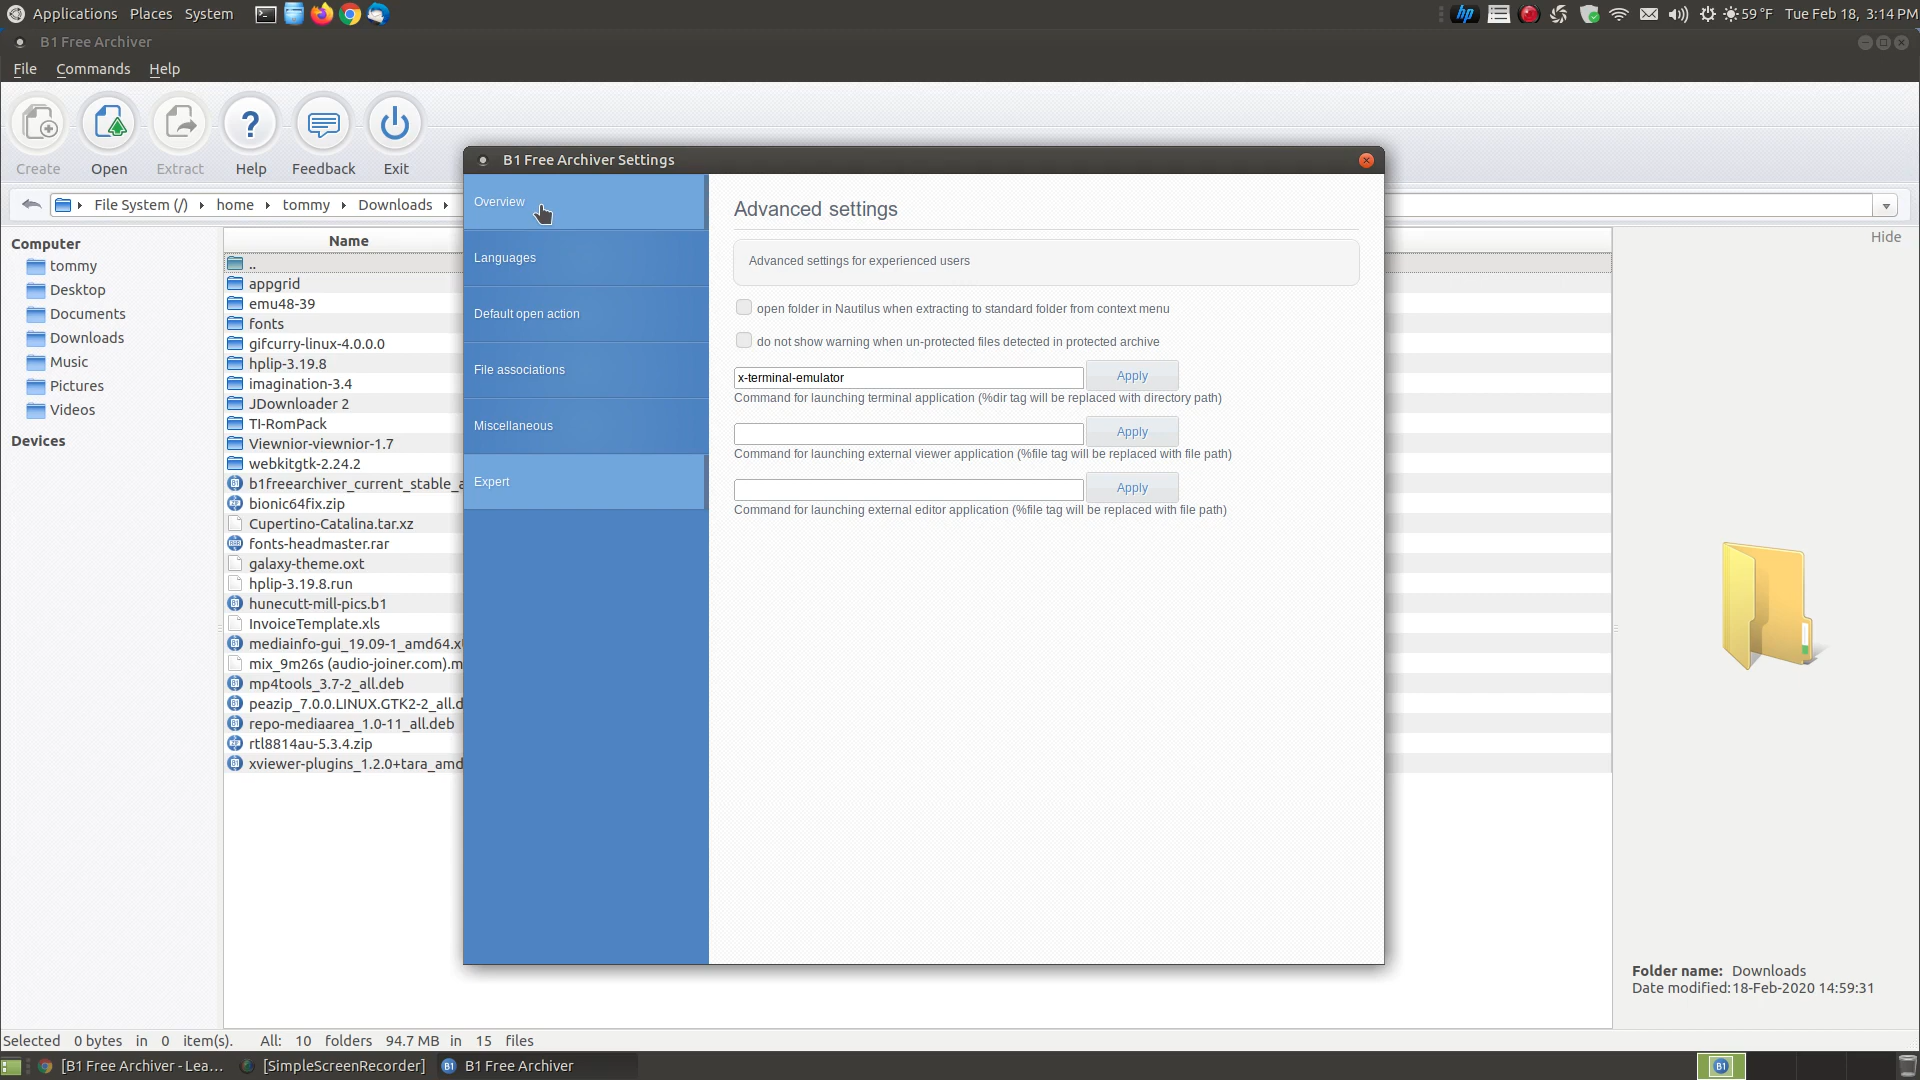 Applications Places System
hp 59 °F Tue Feb 18, 3:14 PM
B1 Free Archiver
File Commands Help
Create Open Extract Help Feedback Exit
File System (/) home tommy Downloads
Hide
Computer
tommy
Desktop
Documents
Downloads
Music
Pictures
Videos
Devices
Name
..
appgrid
emu48-39
fonts
gifcurry-linux-4.0.0.0
hplip-3.19.8
imagination-3.4
JDownloader 2
TI-RomPack
Viewnior-viewnior-1.7
webkitgtk-2.24.2
b1freearchiver_current_stable_a
bionic64fix.zip
Cupertino-Catalina.tar.xz
fonts-headmaster.rar
galaxy-theme.oxt
hplip-3.19.8.run
hunecutt-mill-pics.b1
InvoiceTemplate.xls
mediainfo-gui_19.09-1_amd64.x
mix_9m26s (audio-joiner.com).m
mp4tools_3.7-2_all.deb
peazip_7.0.0.LINUX.GTK2-2_all.d
repo-mediaarea_1.0-11_all.deb
rtl8814au-5.3.4.zip
xviewer-plugins_1.2.0+tara_amd
B1 Free Archiver Settings
Overview
Languages
Default open action
File associations
Miscellaneous
Expert
Advanced settings
Advanced settings for experienced users
open folder in Nautilus when extracting to standard folder from context menu
do not show warning when un-protected files detected in protected archive
x-terminal-emulator Apply
Command for launching terminal application (%dir tag will be replaced with directory path)
Apply
Command for launching external viewer application (%file tag will be replaced with file path)
Apply
Command for launching external editor application (%file tag will be replaced with file path)
Folder name: Downloads
Date modified:18-Feb-2020 14:59:31
Selected 0 bytes in 0 item(s). All: 10 folders 94.7 MB in 15 files
[B1 Free Archiver - Lea... [SimpleScreenRecorder] B1 B1 Free Archiver B1